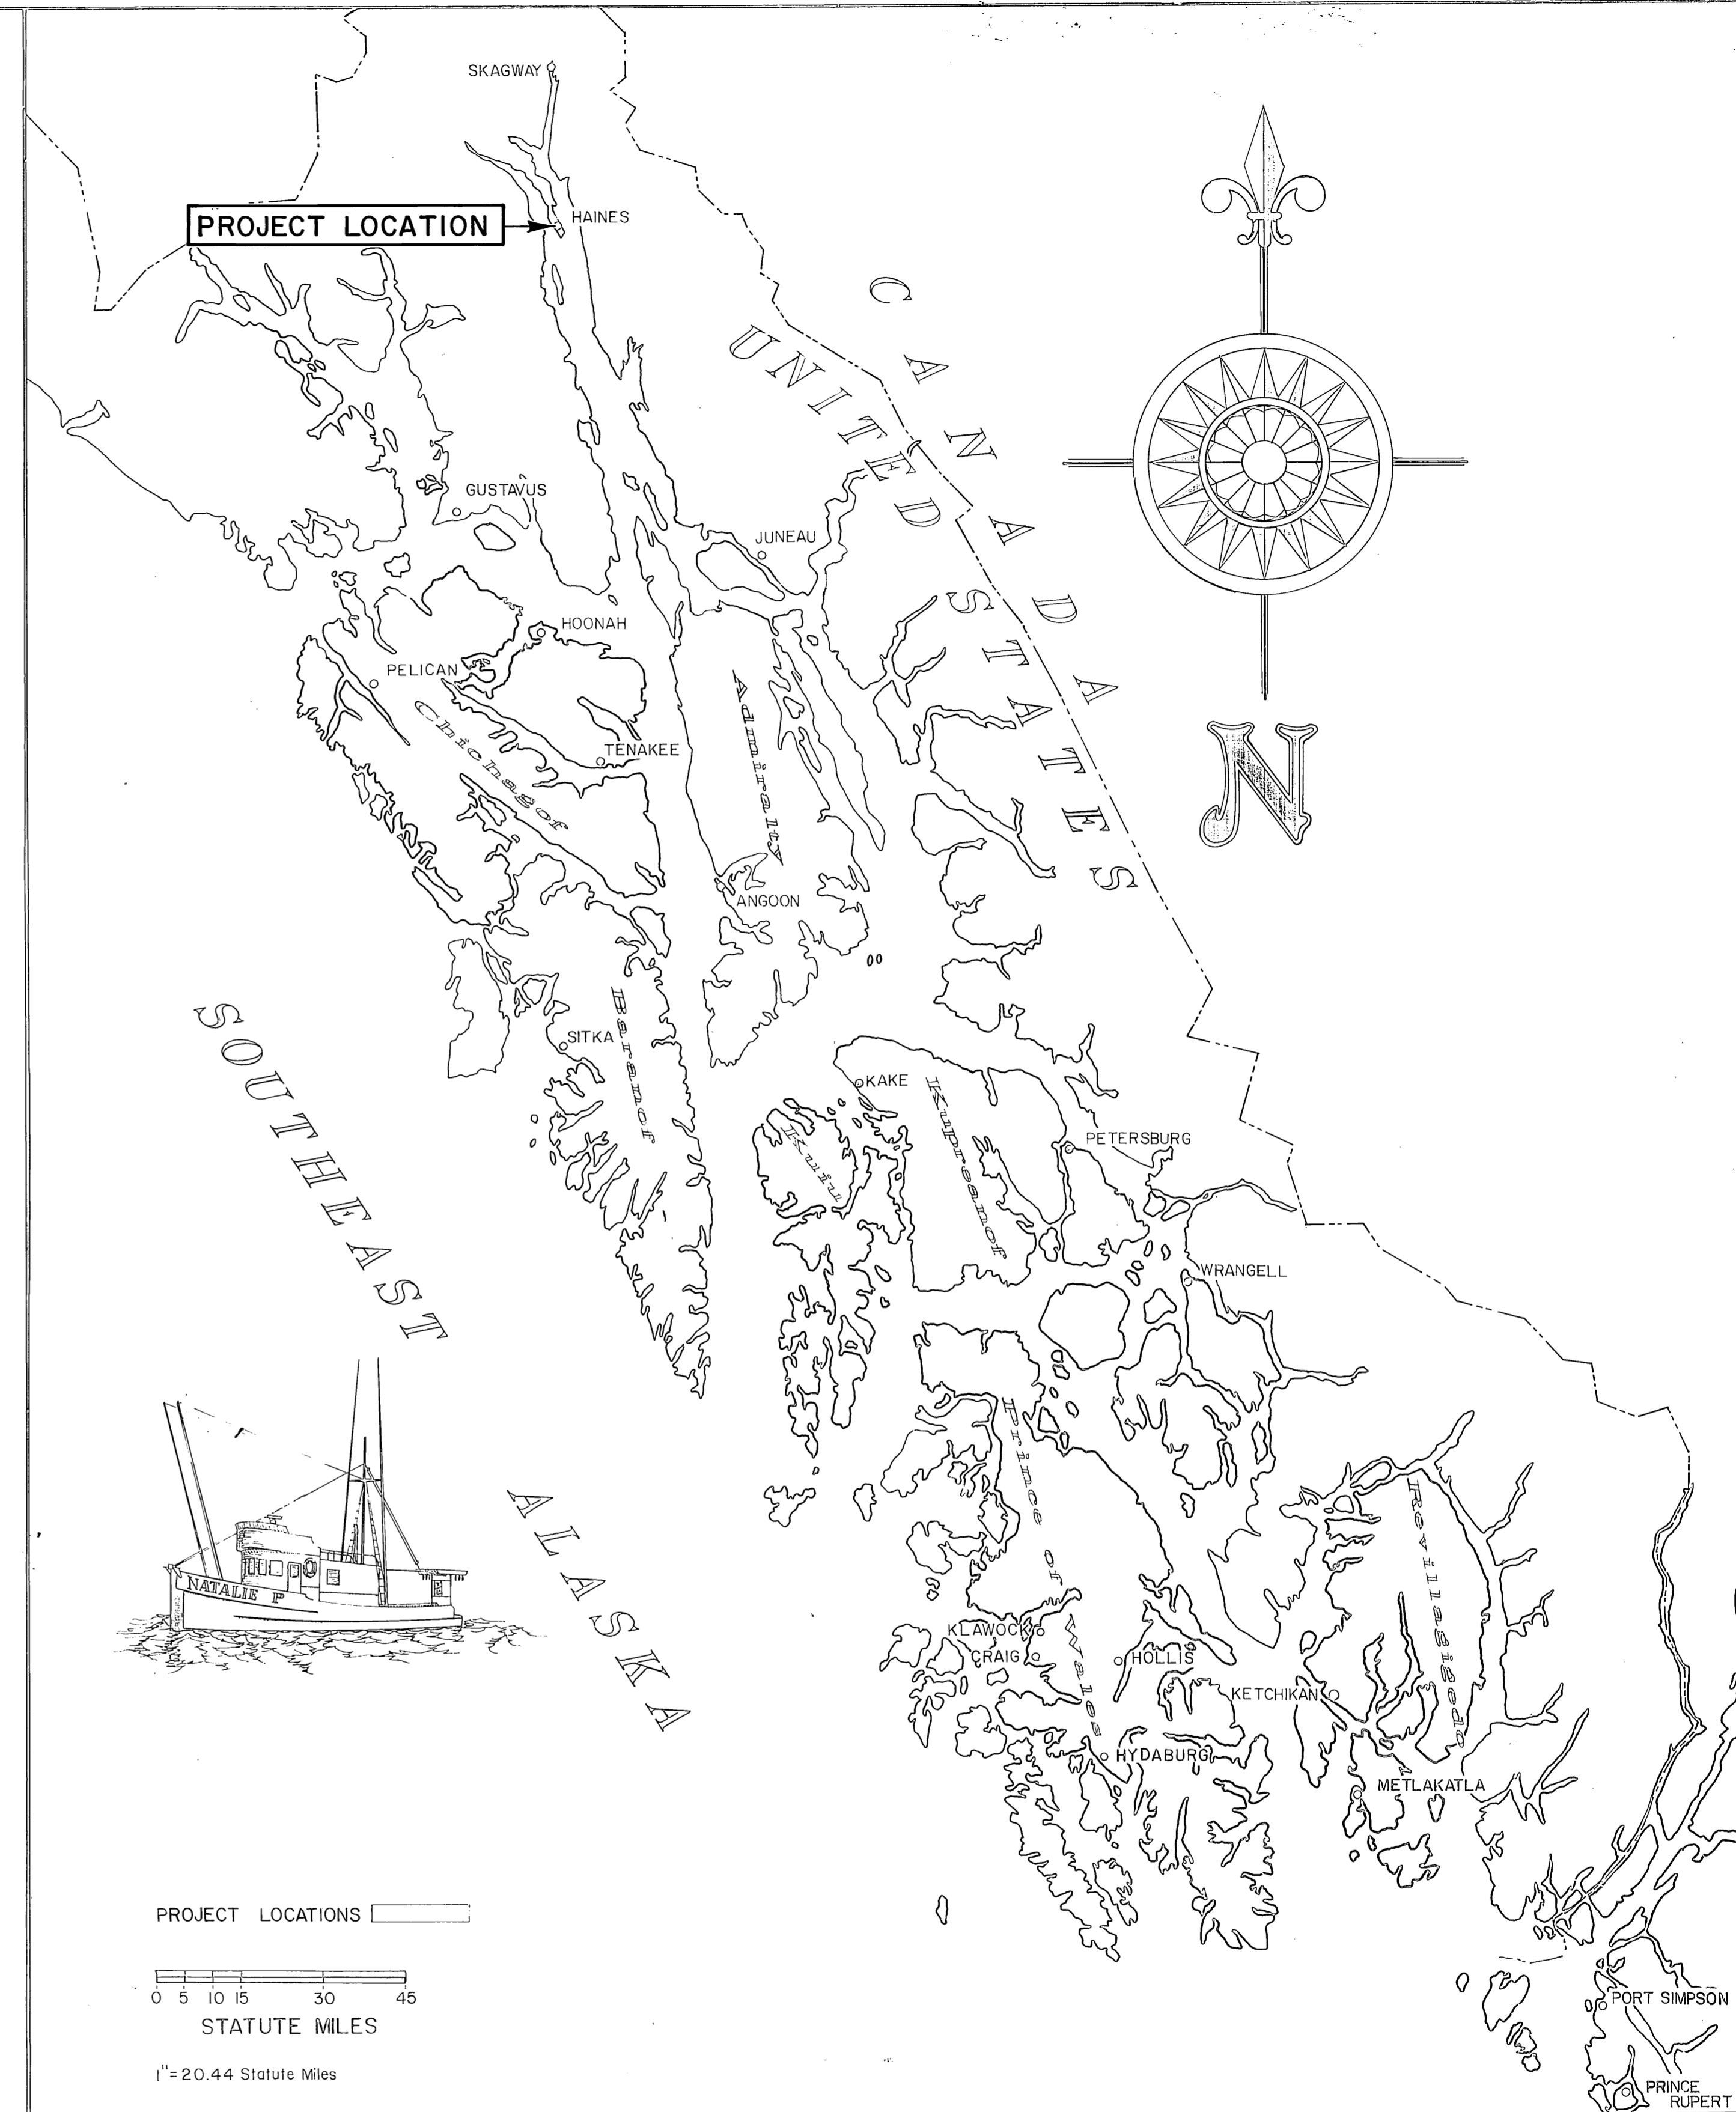 SKAGWAY
PROJECT LOCATION
HAINES
CANADA
UNITED STATES
GUSTAVUS
JUNEAU
HOONAH
PELICAN
Chichagof
TENAKEE
Admiralty
N
ANGOON
SITKA
Baranof
SOUTHEAST ALASKA
KAKE
Kuiu
Kupreanof
PETERSBURG
WRANGELL
Prince of Wales
Revillagigedo
NATALIE P
KLAWOCK
CRAIG
HOLLIS
KETCHIKAN
HYDABURG
METLAKATLA
PROJECT LOCATIONS
0 5 10 15 30 45
STATUTE MILES
1"=20.44 Statute Miles
PORT SIMPSON
PRINCE
RUPERT